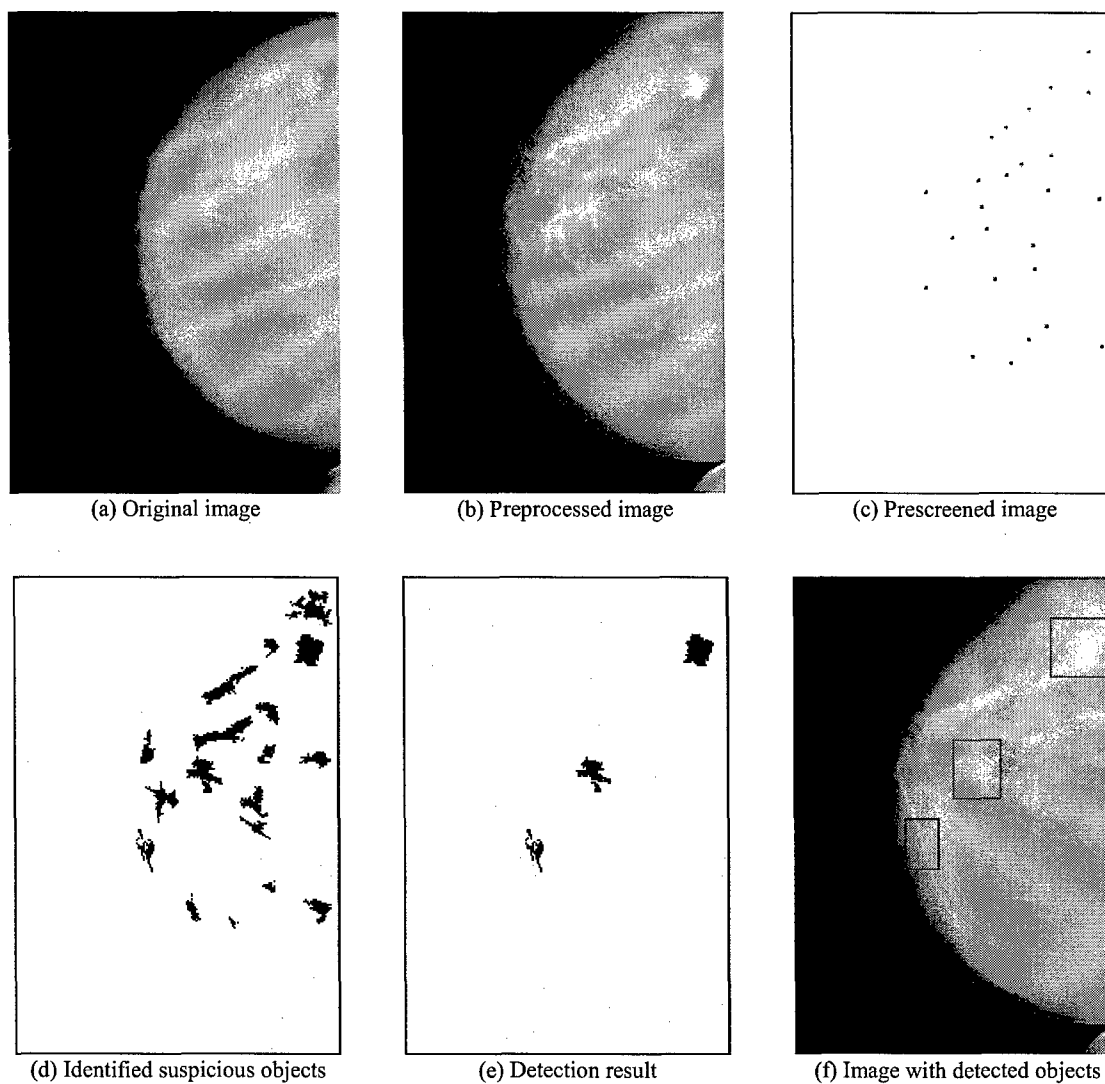 (a) Original image
(b) Preprocessed image
(c) Prescreened image
(d) Identified suspicious objects
(e) Detection result
(f) Image with detected objects